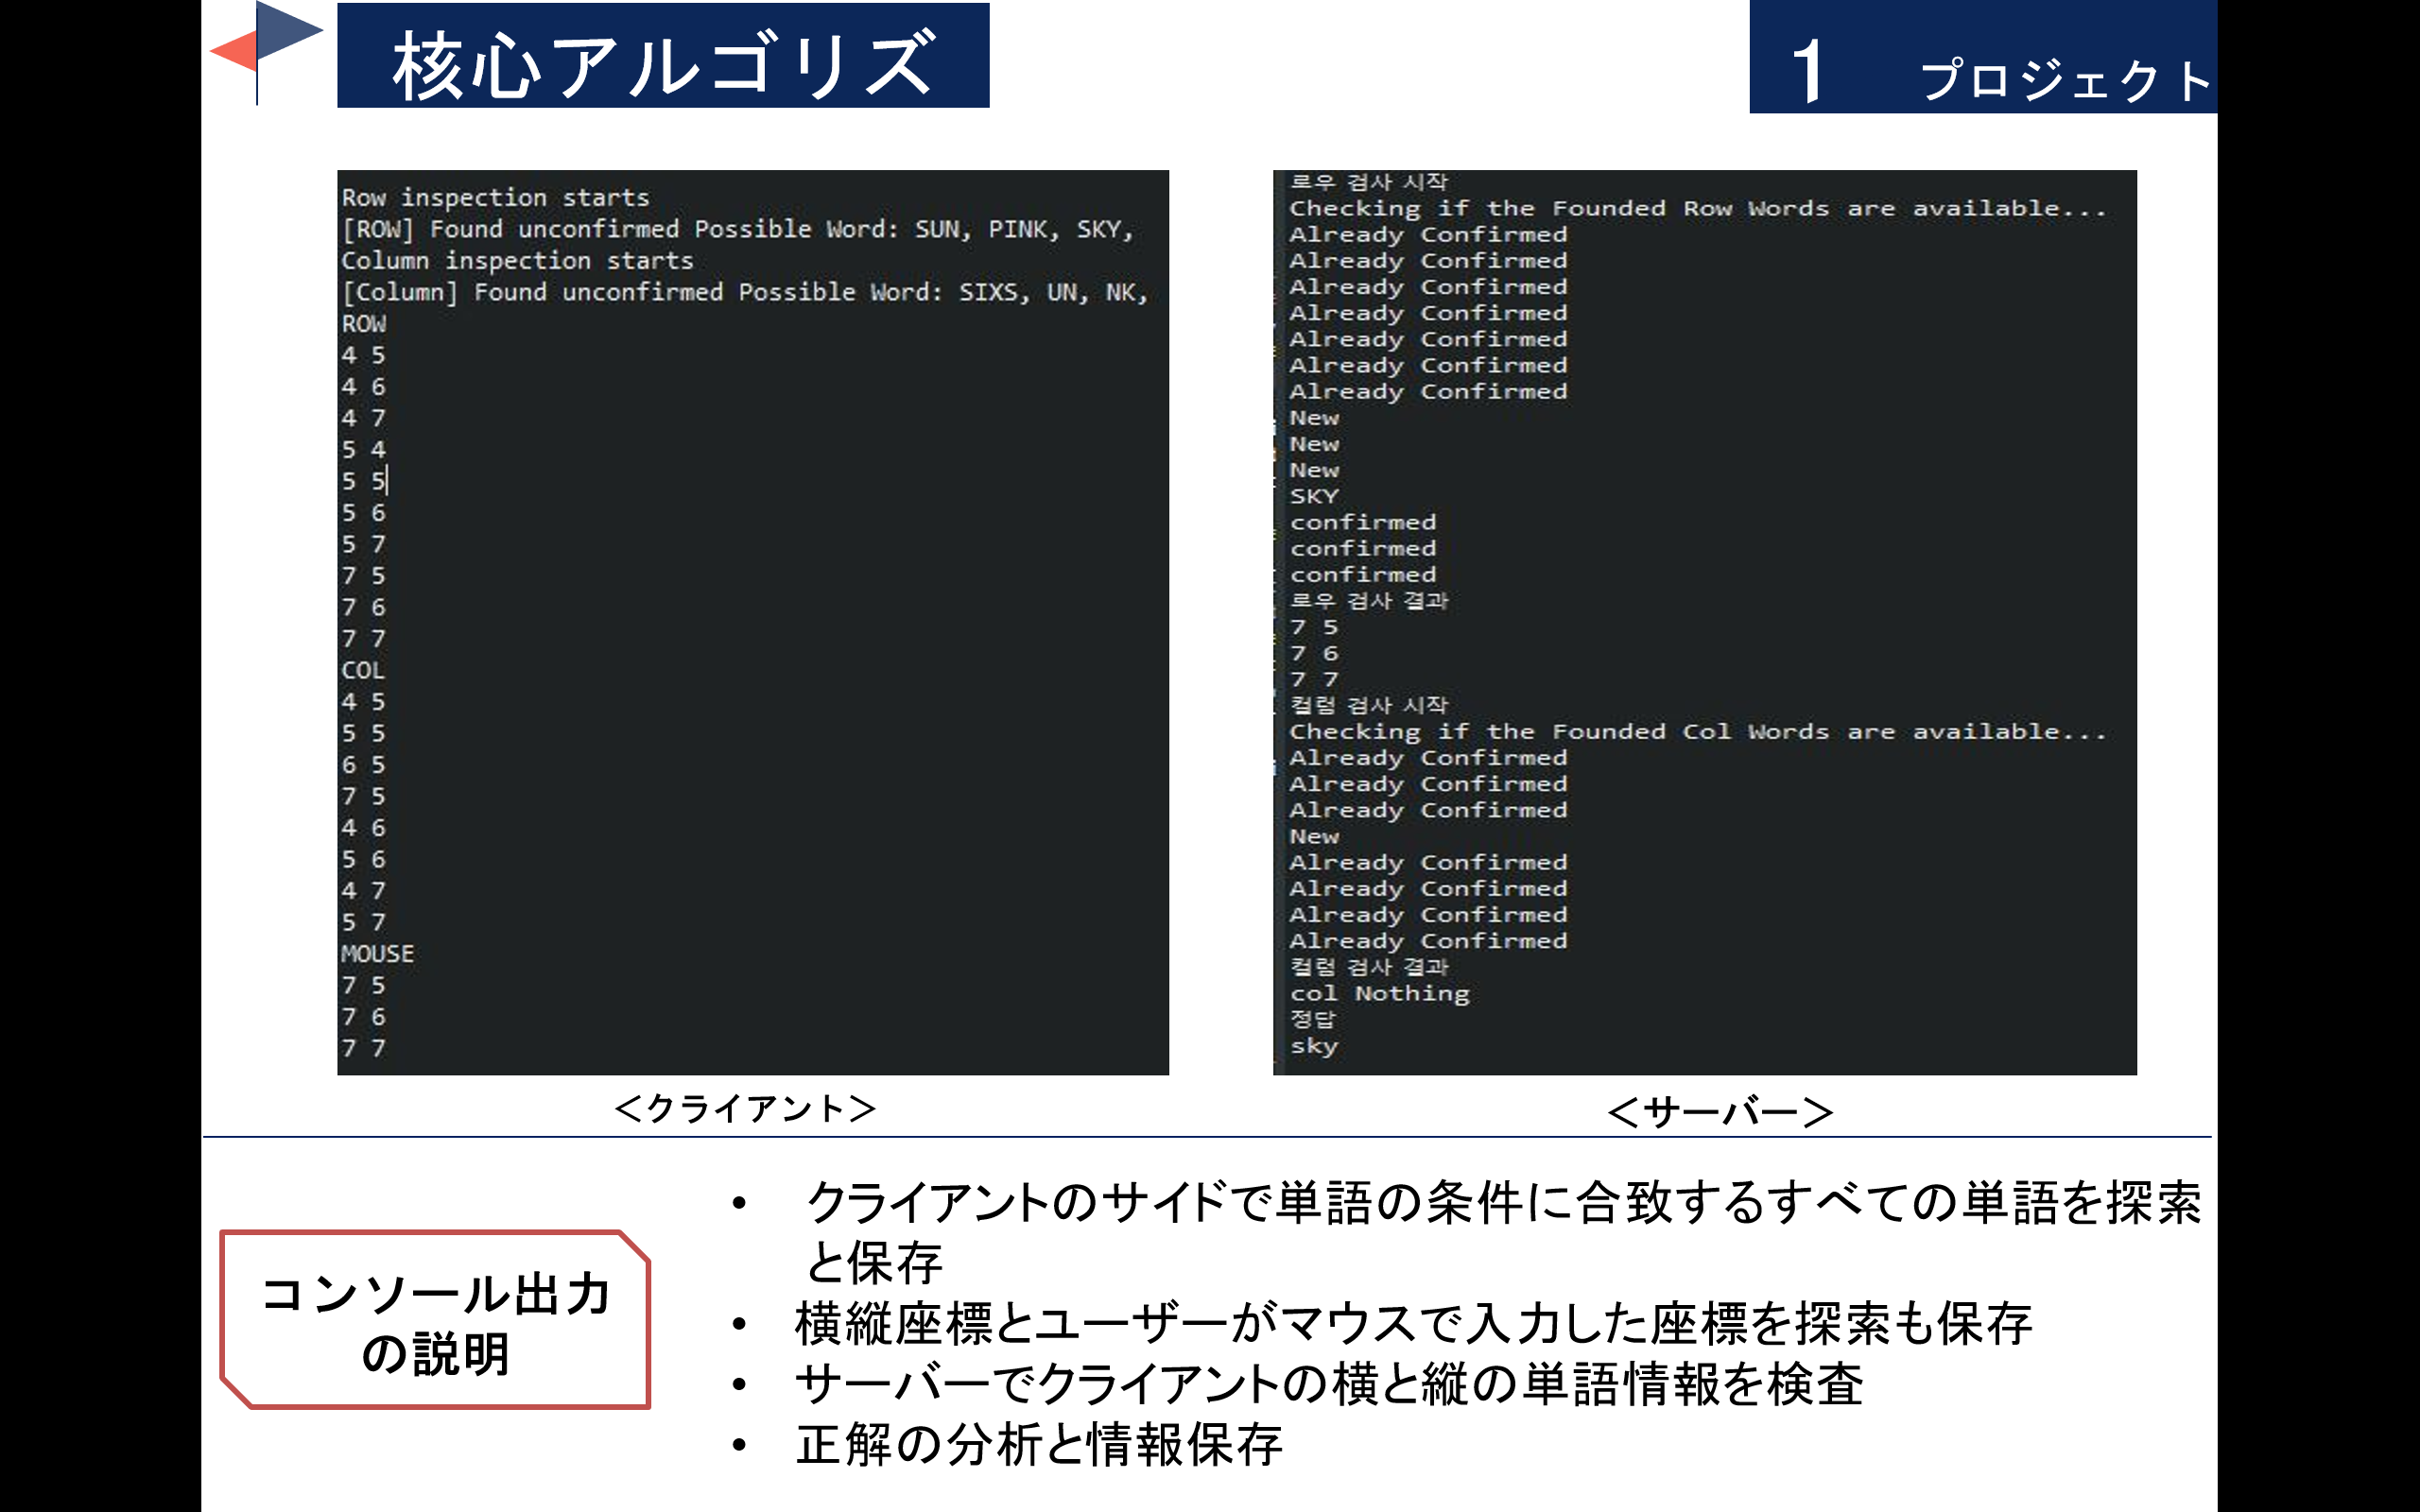 核心アルゴリズ
1 プロジェクト
Row inspection starts
[ROW] Found unconfirmed Possible Word: SUN, PINK, SKY,
Column inspection starts
[Column] Found unconfirmed Possible Word: SIXS, UN, NK,
ROW
4 5
4 6
4 7
5 4
5 5
5 6
5 7
7 5
7 6
7 7
COL
4 5
5 5
6 5
7 5
4 6
5 6
4 7
5 7
MOUSE
7 5
7 6
7 7
<クライアント>
로우 검사 시작
Checking if the Founded Row Words are available...
Already Confirmed
Already Confirmed
Already Confirmed
Already Confirmed
Already Confirmed
Already Confirmed
Already Confirmed
New
New
New
SKY
confirmed
confirmed
confirmed
로우 검사 결과
7 5
7 6
7 7
컬럼 검사 시작
Checking if the Founded Col Words are available...
Already Confirmed
Already Confirmed
Already Confirmed
New
Already Confirmed
Already Confirmed
Already Confirmed
Already Confirmed
컬럼 검사 결과
col Nothing
정답
sky
<サーバー>
コンソール出力
の説明
• クライアントのサイドで単語の条件に合致するすべての単語を探索
と保存
• 横縦座標とユーザーがマウスで入力した座標を探索も保存
• サーバーでクライアントの横と縦の単語情報を検査
• 正解の分析と情報保存